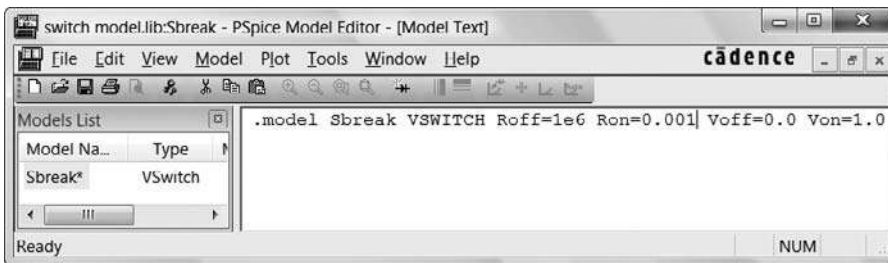 switch model.lib:Sbreak - PSpice Model Editor - [Model Text]
File Edit View Model Plot Tools Window Help cādence
Models List
Model Na... Type
Sbreak* VSwitch
.model Sbreak VSWITCH Roff=1e6 Ron=0.001 Voff=0.0 Von=1.0
Ready NUM